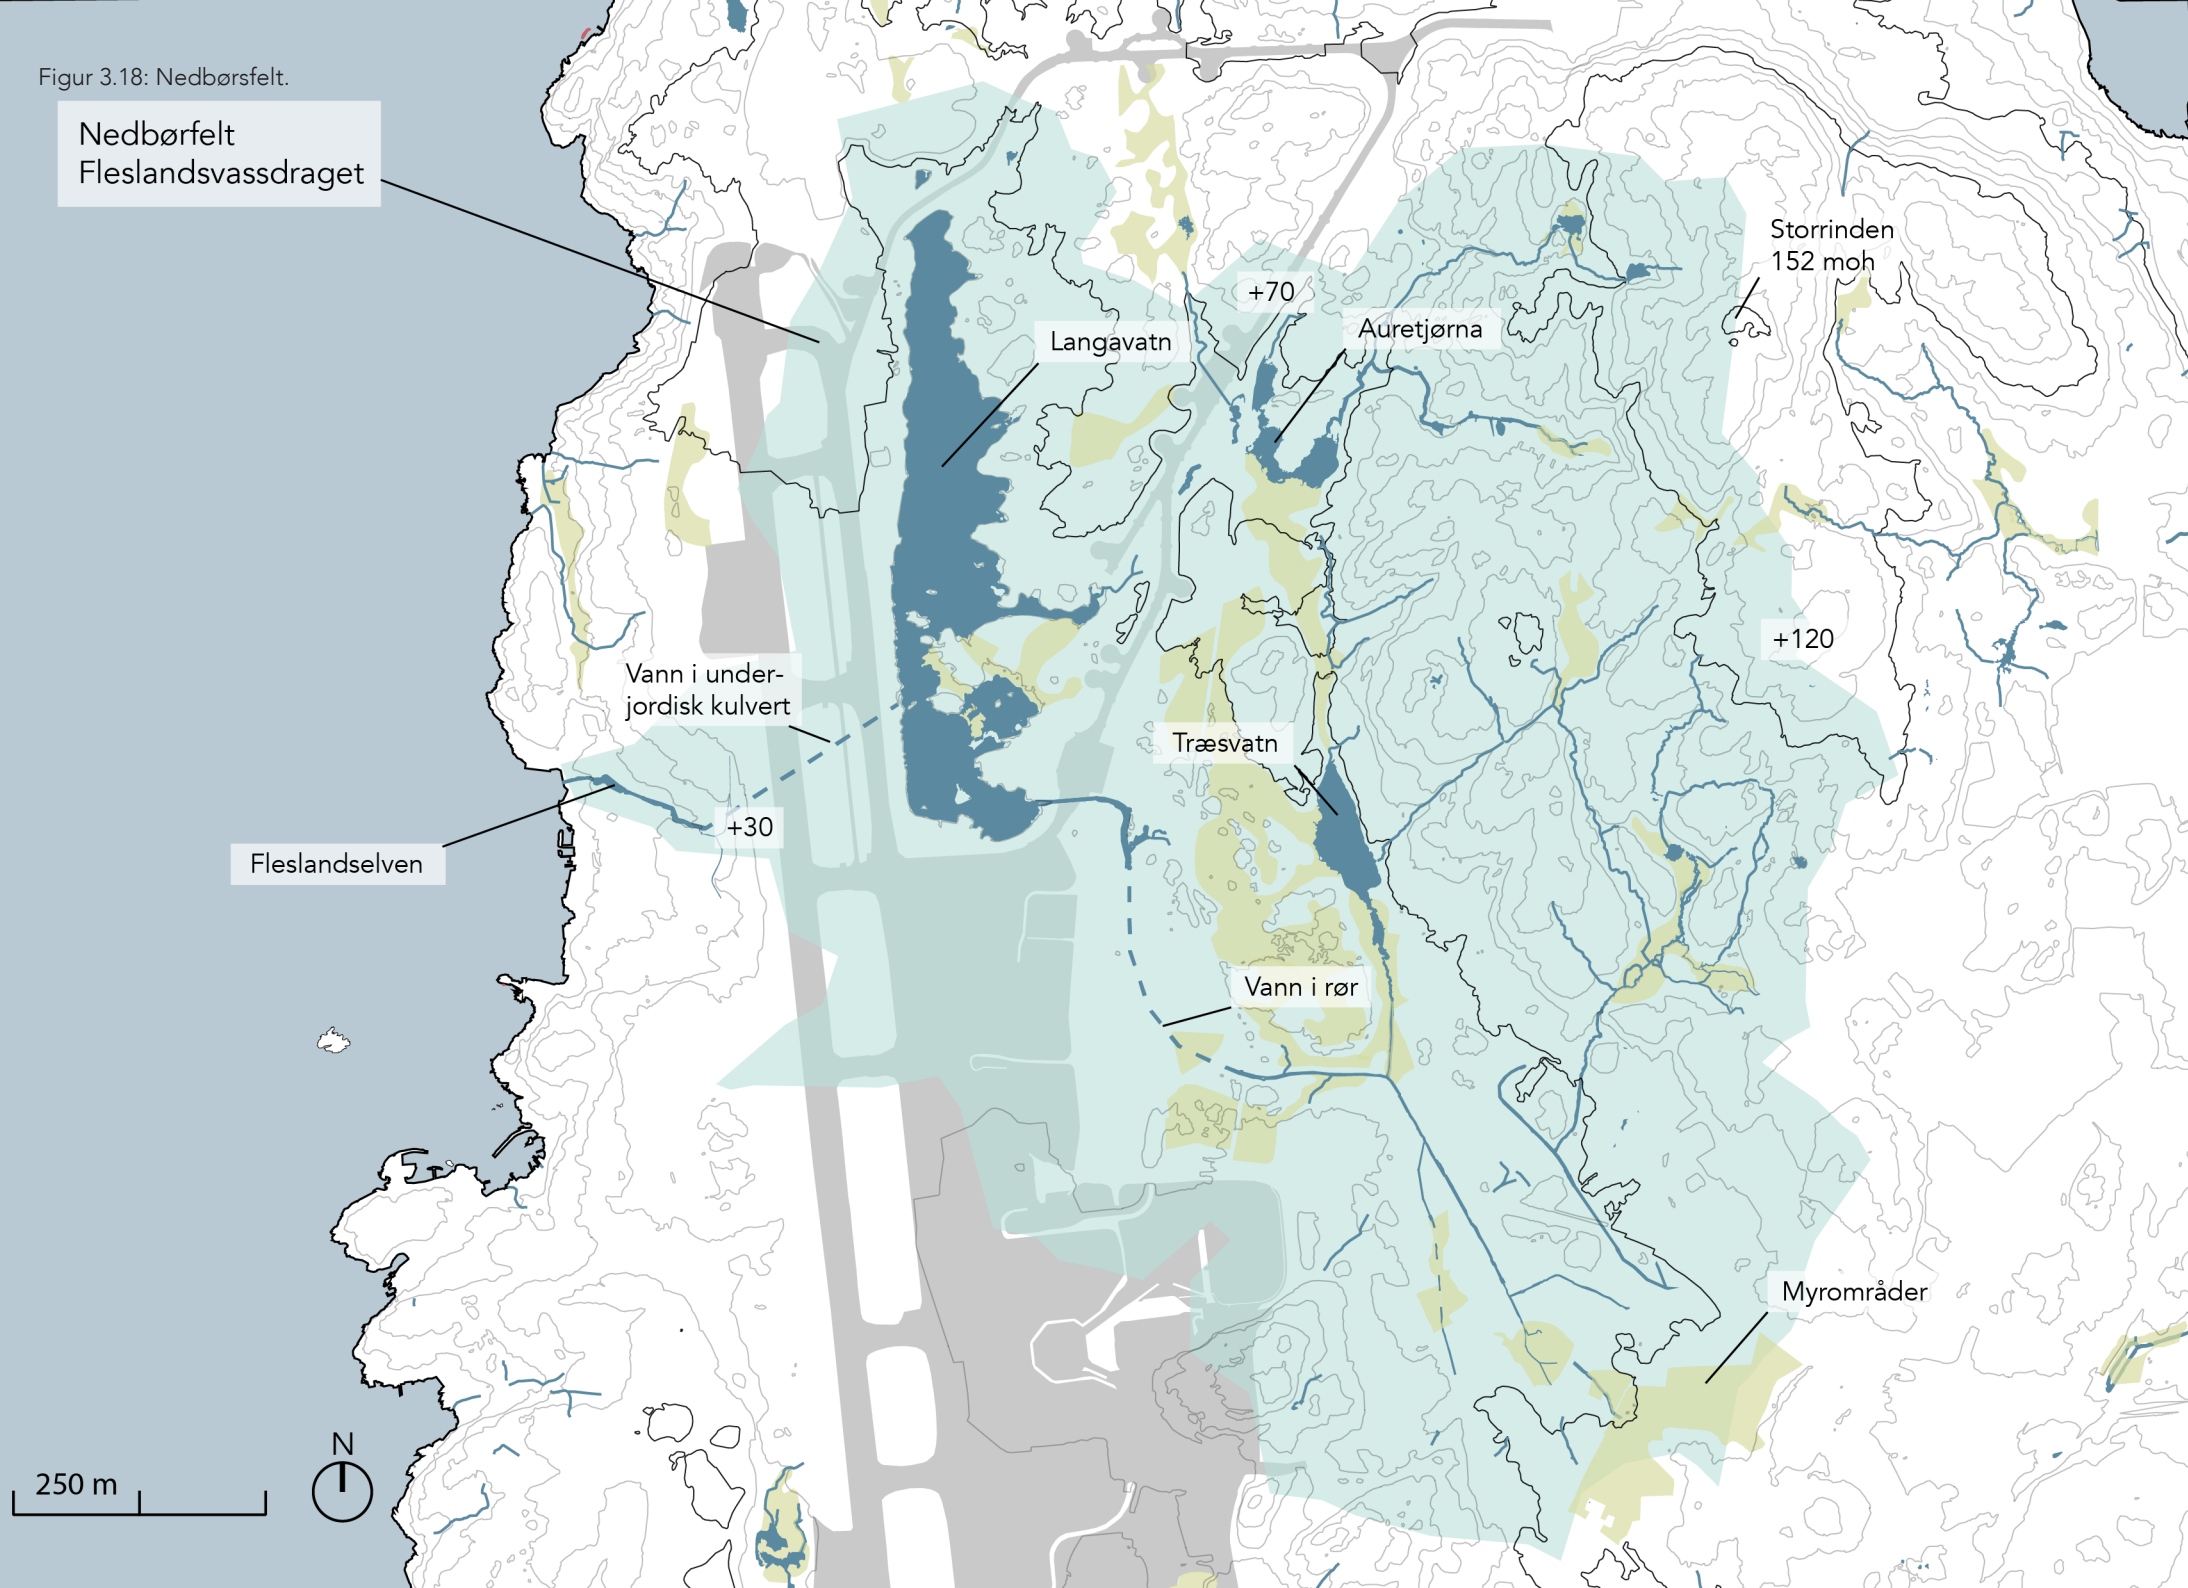 Figur 3.18: Nedbørsfelt.
Nedbørfelt
Fleslandsvassdraget
Storrinden
152 moh
+70
Auretjørna
Langavatn
+120
Vann i under-
jordisk kulvert
Træsvatn
+30
Fleslandselven
Vann i rør
Myrområder
N
250 m